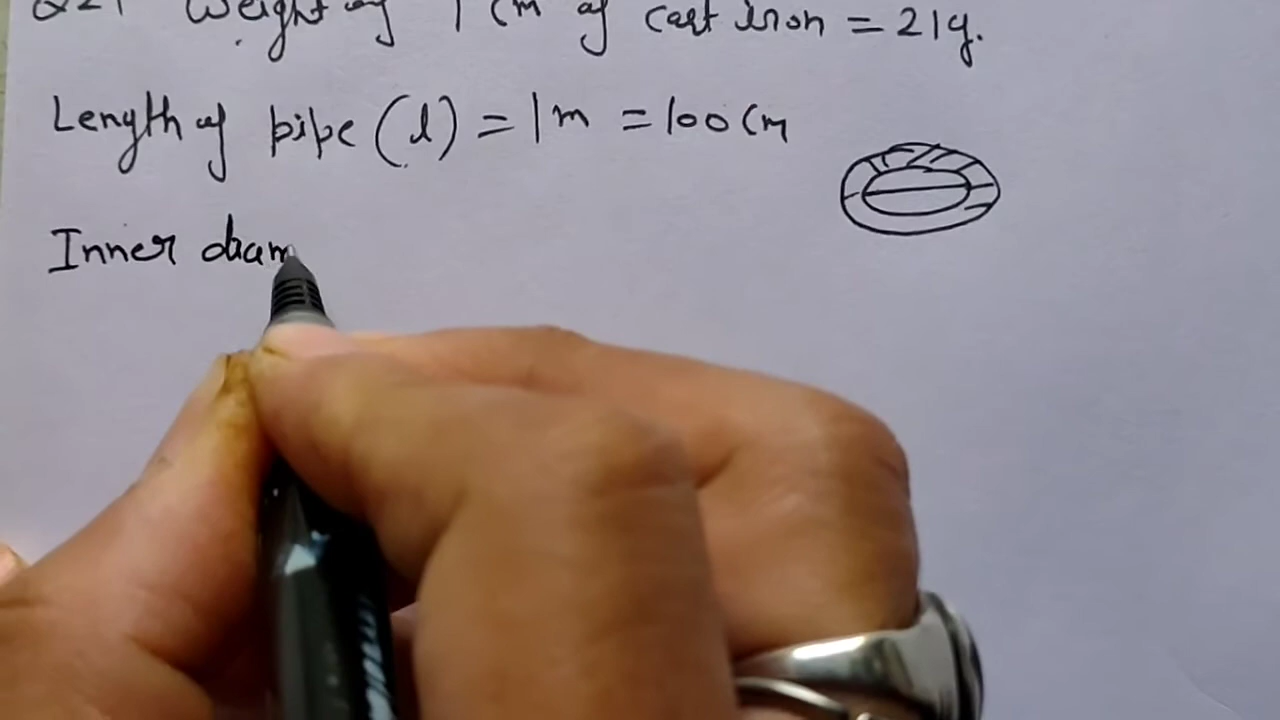 Weight of 1 cm of cast iron = 21g.
Length of pipe (l) = 1m = 100 Cm
Inner diam